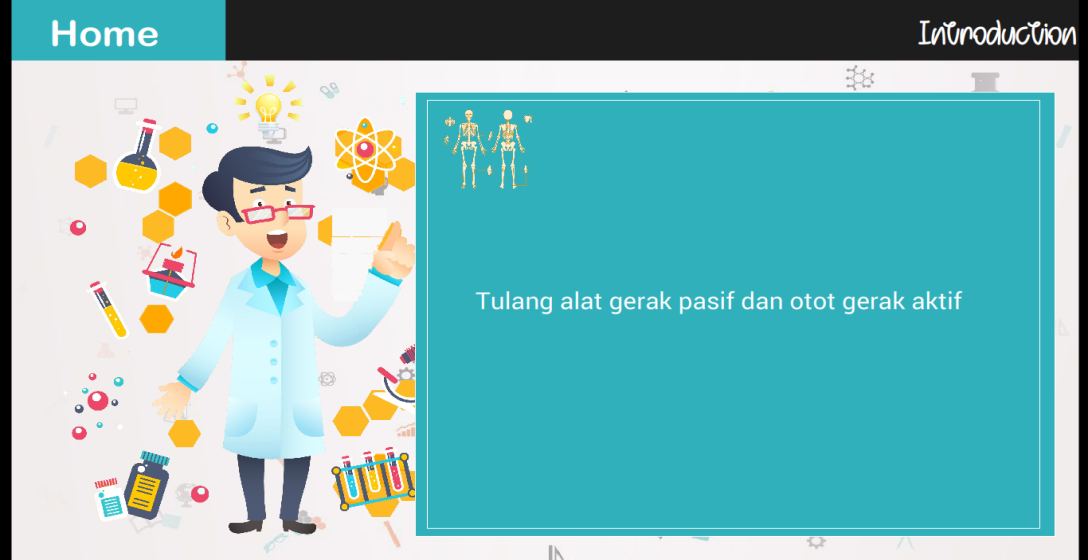 Home
Introduction
Tulang alat gerak pasif dan otot gerak aktif